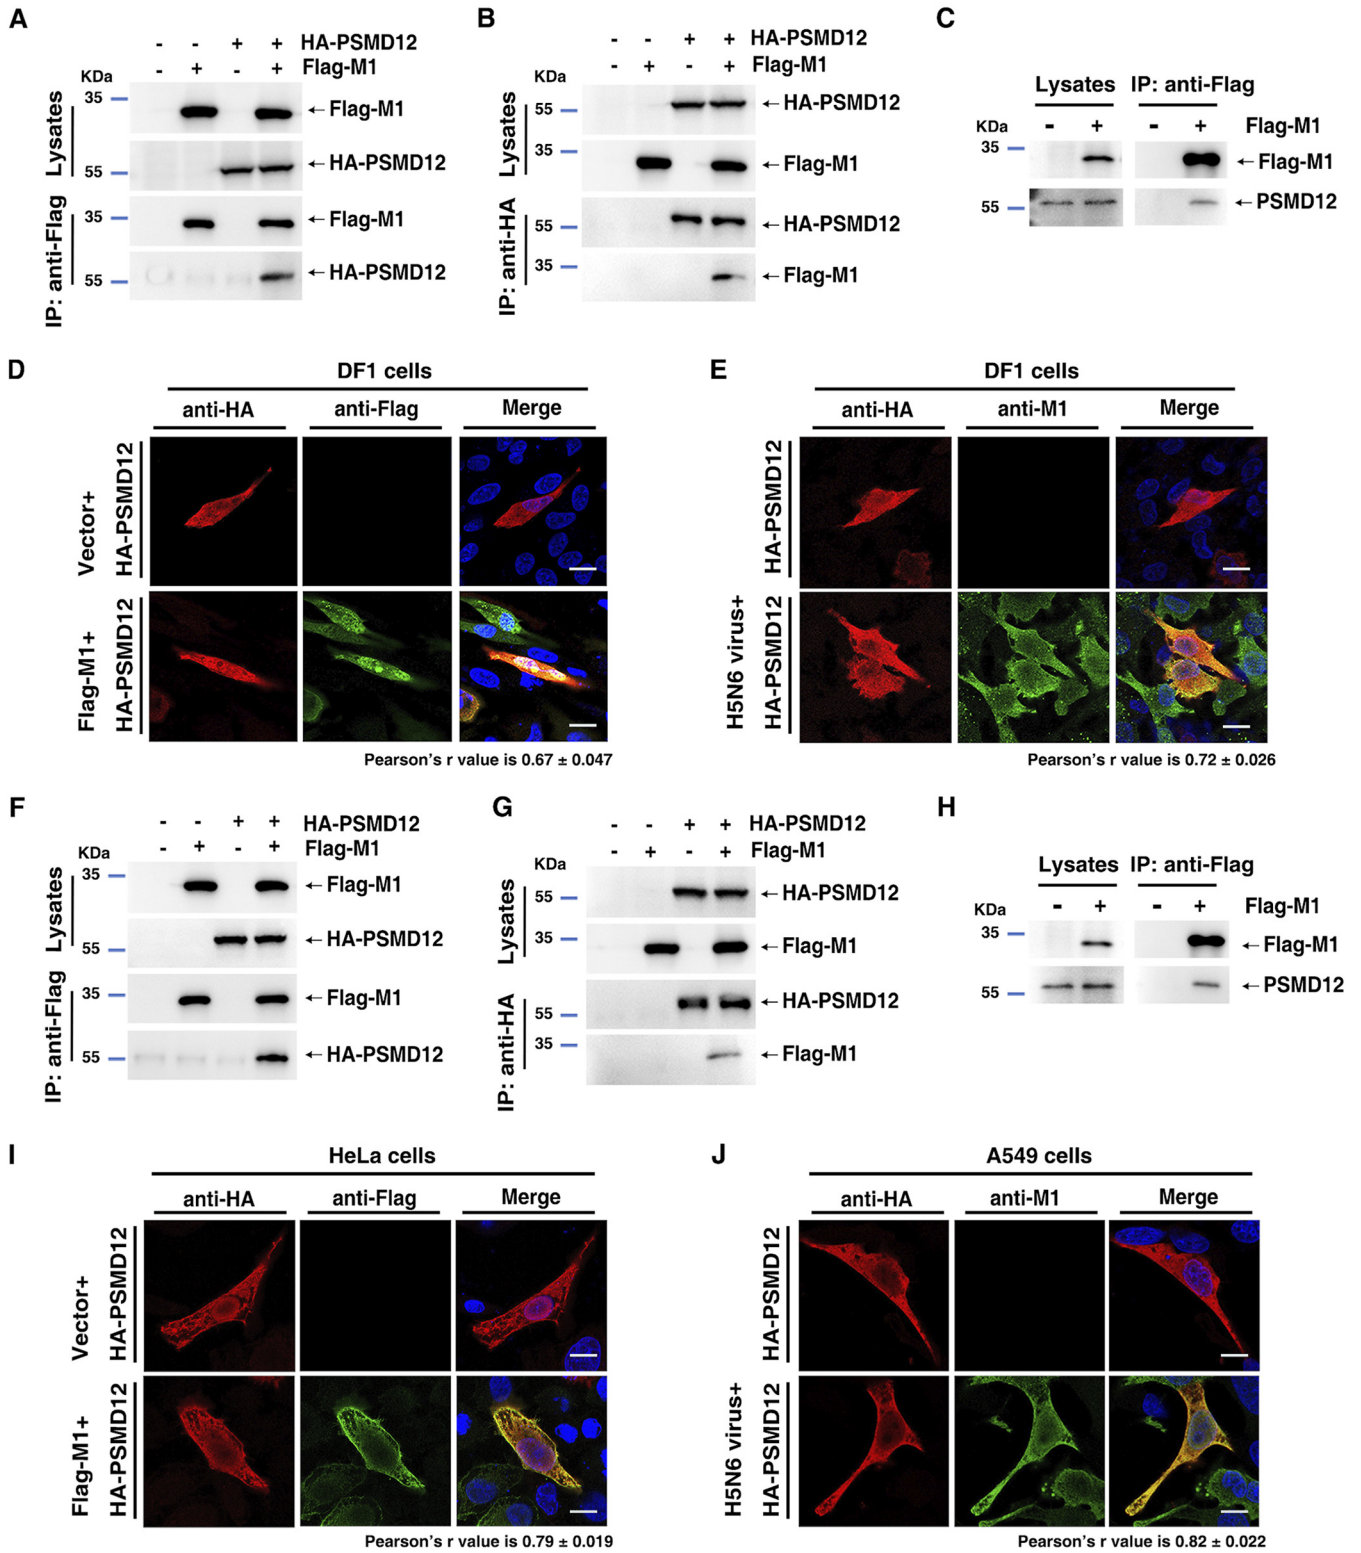 A
- - + + HA-PSMD12
- + - + Flag-M1
KDa
35
Lysates
← Flag-M1
55
← HA-PSMD12
IP: anti-Flag
35
← Flag-M1
55
← HA-PSMD12
B
- - + + HA-PSMD12
- + - + Flag-M1
KDa
Lysates
55
← HA-PSMD12
35
← Flag-M1
IP: anti-HA
55
← HA-PSMD12
35
← Flag-M1
C
Lysates IP: anti-Flag
KDa - + - + Flag-M1
35
← Flag-M1
55
← PSMD12
D
DF1 cells
anti-HA anti-Flag Merge
Vector+
HA-PSMD12
Flag-M1+
HA-PSMD12
Pearson's r value is 0.67 ± 0.047
E
DF1 cells
anti-HA anti-M1 Merge
HA-PSMD12
H5N6 virus+
HA-PSMD12
Pearson's r value is 0.72 ± 0.026
F
- - + + HA-PSMD12
- + - + Flag-M1
KDa
35
Lysates
← Flag-M1
55
← HA-PSMD12
IP: anti-Flag
35
← Flag-M1
55
← HA-PSMD12
G
- - + + HA-PSMD12
- + - + Flag-M1
KDa
Lysates
55
← HA-PSMD12
35
← Flag-M1
IP: anti-HA
55
← HA-PSMD12
35
← Flag-M1
H
Lysates IP: anti-Flag
KDa - + - + Flag-M1
35
← Flag-M1
55
← PSMD12
I
HeLa cells
anti-HA anti-Flag Merge
Vector+
HA-PSMD12
Flag-M1+
HA-PSMD12
Pearson's r value is 0.79 ± 0.019
J
A549 cells
anti-HA anti-M1 Merge
HA-PSMD12
H5N6 virus+
HA-PSMD12
Pearson's r value is 0.82 ± 0.022